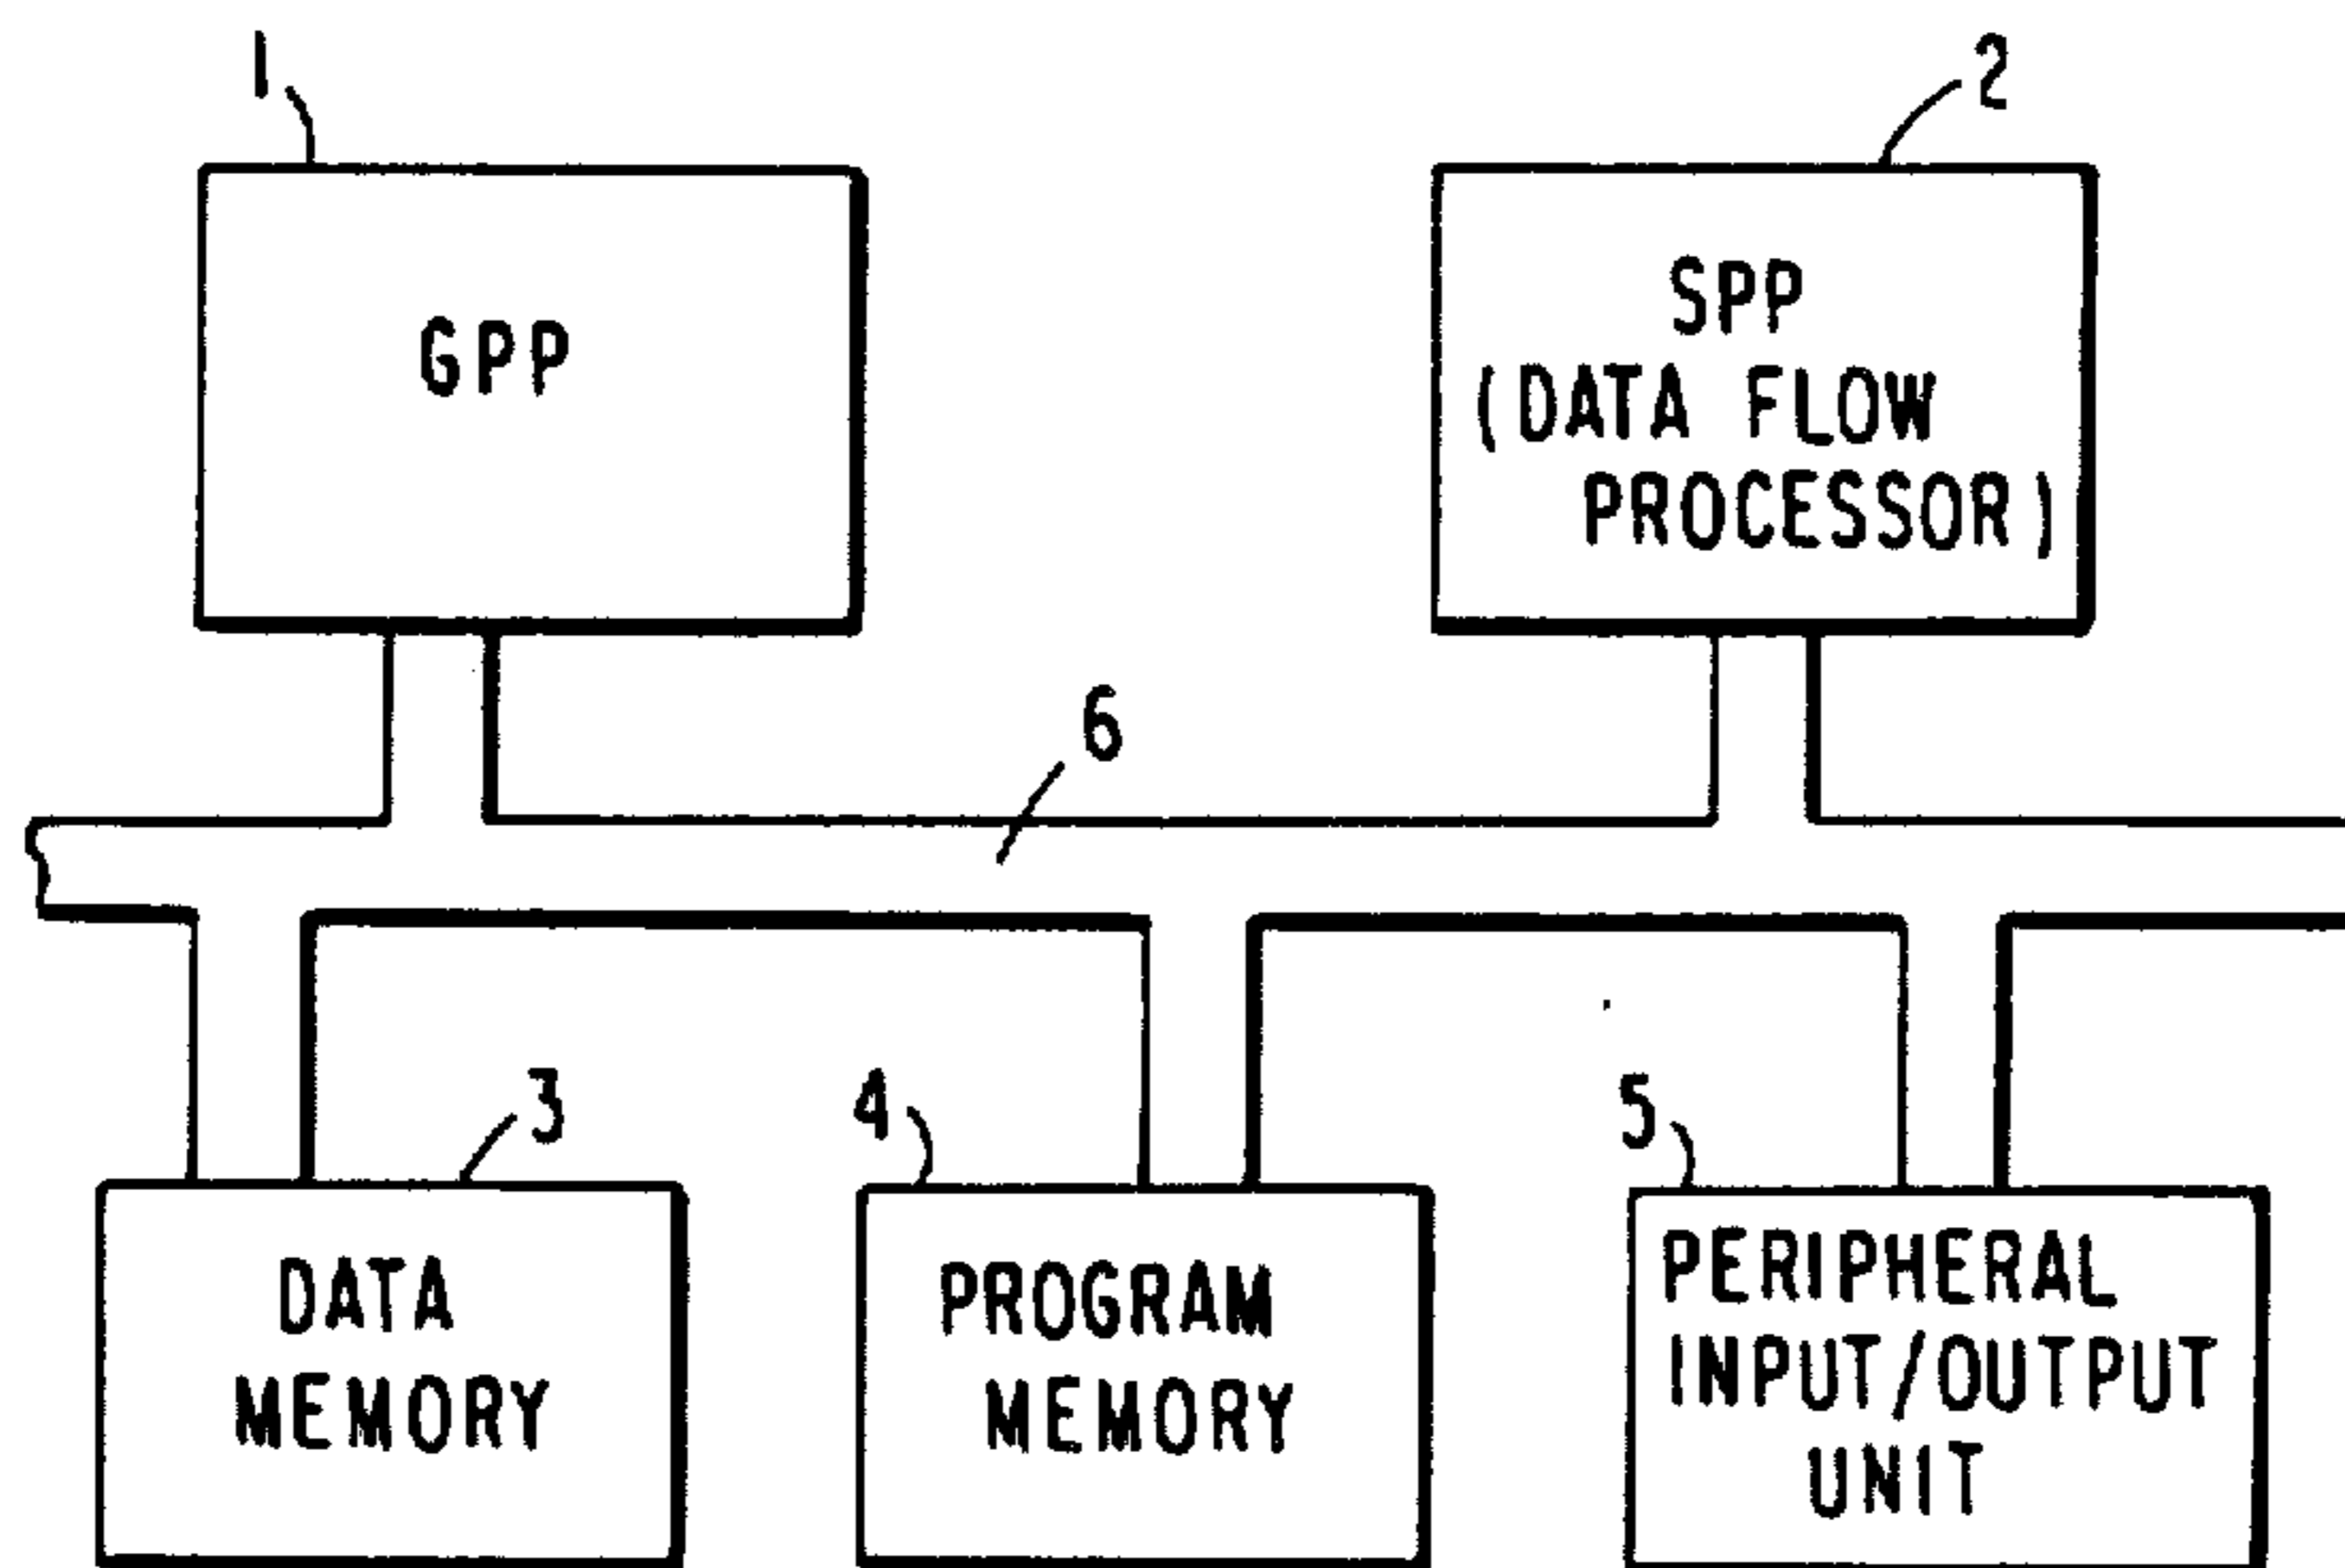 1
2
GPP
SPP
(DATA FLOW
PROCESSOR)
6
3
4
5
DATA
MEMORY
PROGRAM
MEMORY
PERIPHERAL
INPUT/OUTPUT
UNIT